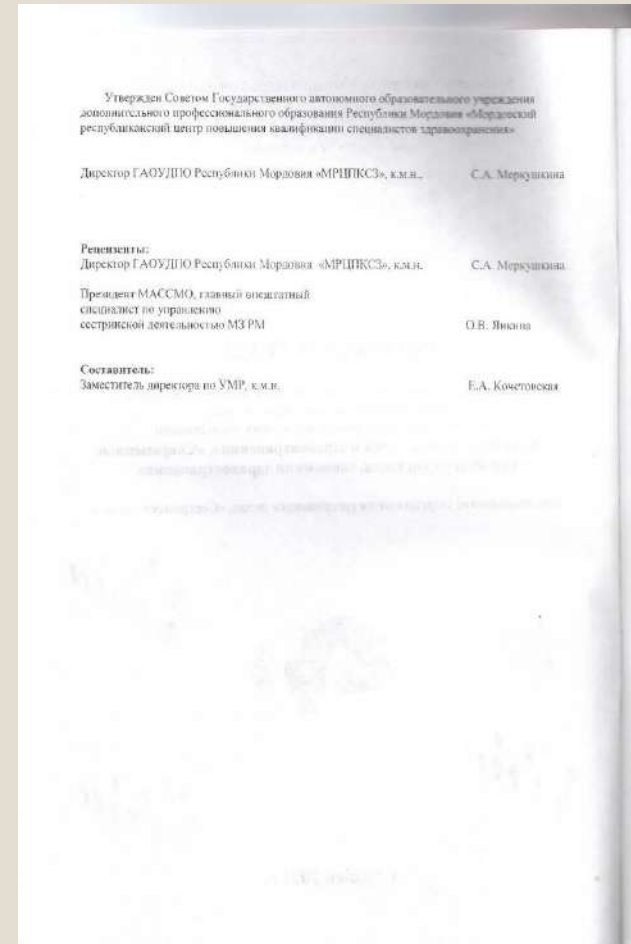 Утвержден Советом Государственного автономного образовательного учреждения
дополнительного профессионального образования Республики Мордовия «Мордовский
республиканский центр повышения квалификации специалистов здравоохранения»
Директор ГАОУДПО Республики Мордовия «МРЦПКСЗ», к.м.н., С.А. Меркушкина
Рецензенты:
Директор ГАОУДПО Республики Мордовия «МРЦПКСЗ», к.м.н. С.А. Меркушкина
Президент МАССМО, главный внештатный
специалист по управлению
сестринской деятельностью МЗ РМ О.В. Янкина
Составитель:
Заместитель директора по УМР, к.м.н. Е.А. Кочетовская